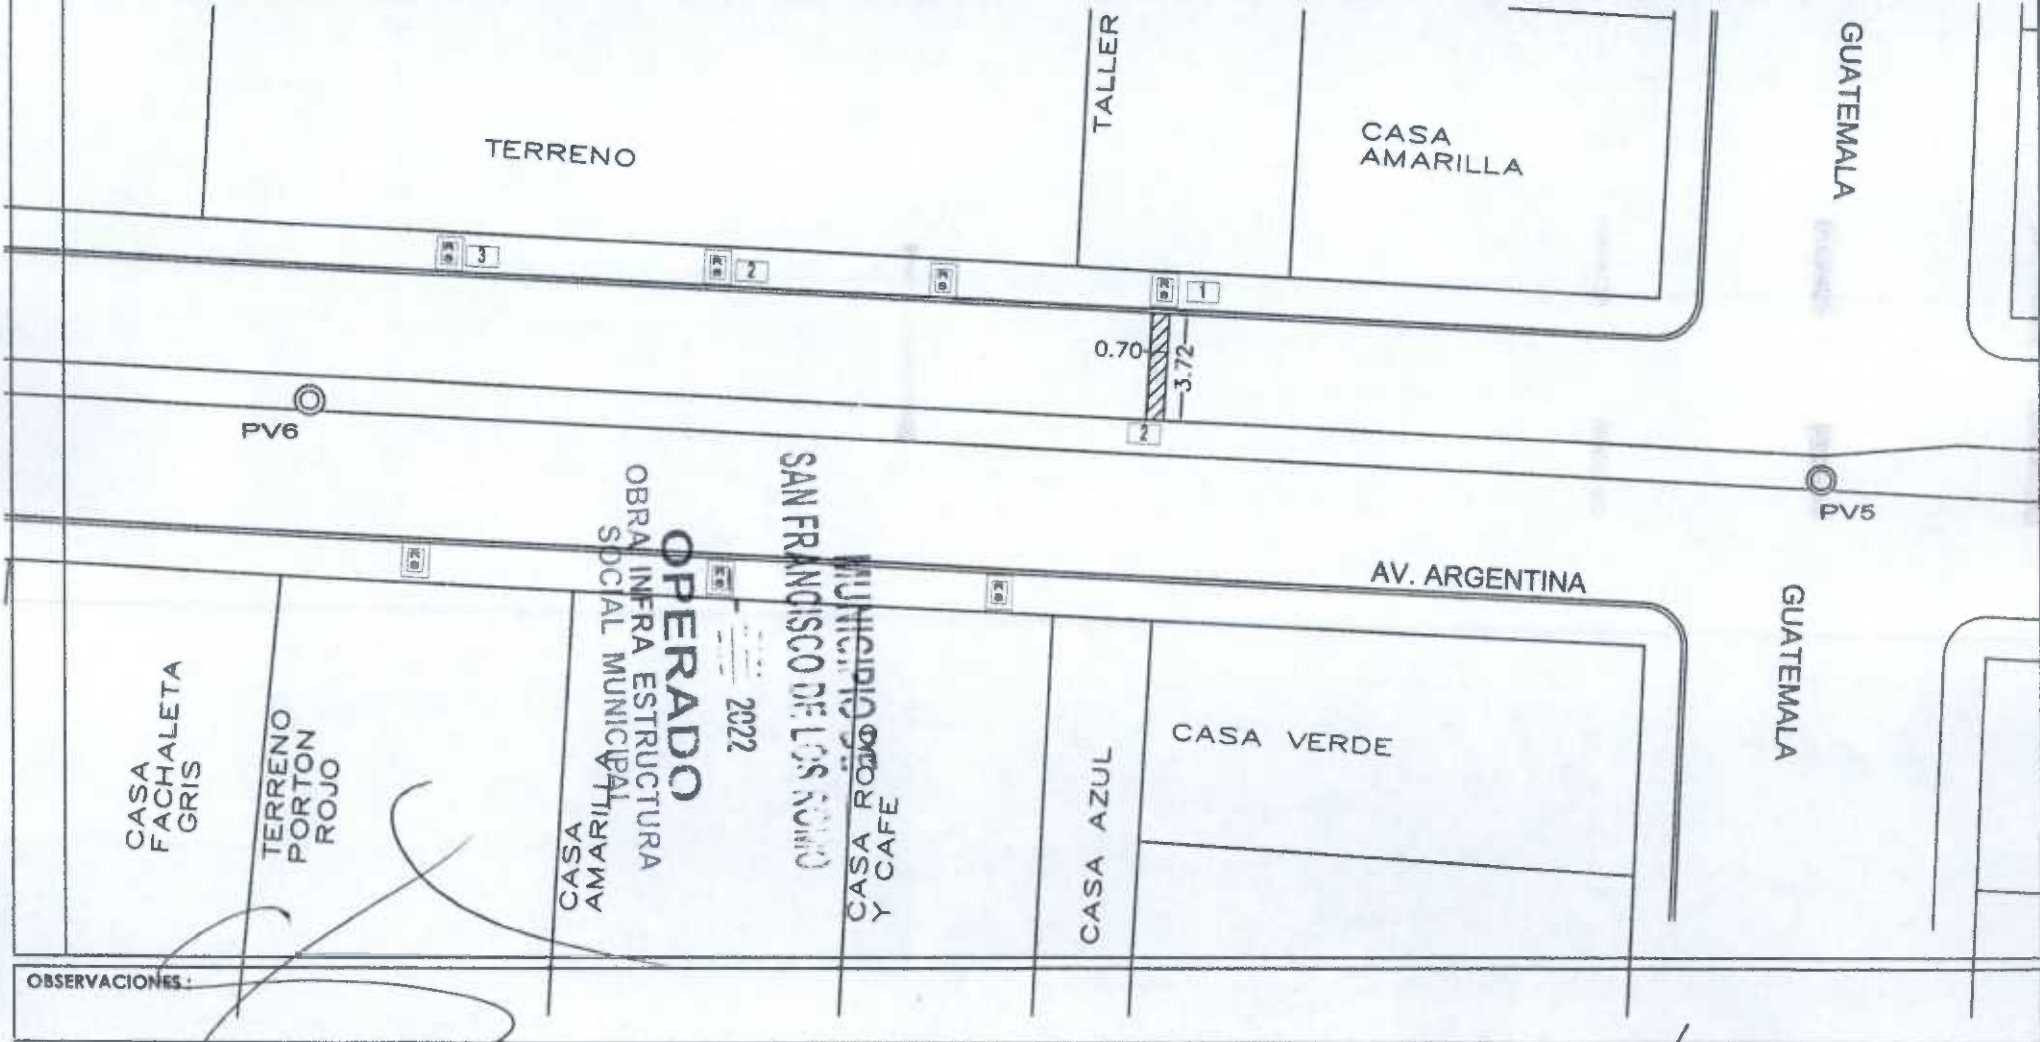 TERRENO
TALLER
CASA
AMARILLA
GUATEMALA
3
2
1
0.70
3.72
2
PV6
PV5
AV. ARGENTINA
GUATEMALA
SAN FRANCISCO DE LOS ROMO
2022
OPERADO
OBRA INFRA ESTRUCTURA
SOCIAL MUNICIPAL
CASA
FACHALETA
GRIS
TERRENO
PORTON
ROJO
CASA
AMARILLA
CASA ROJO
Y CAFE
CASA AZUL
CASA VERDE
OBSERVACIONES: